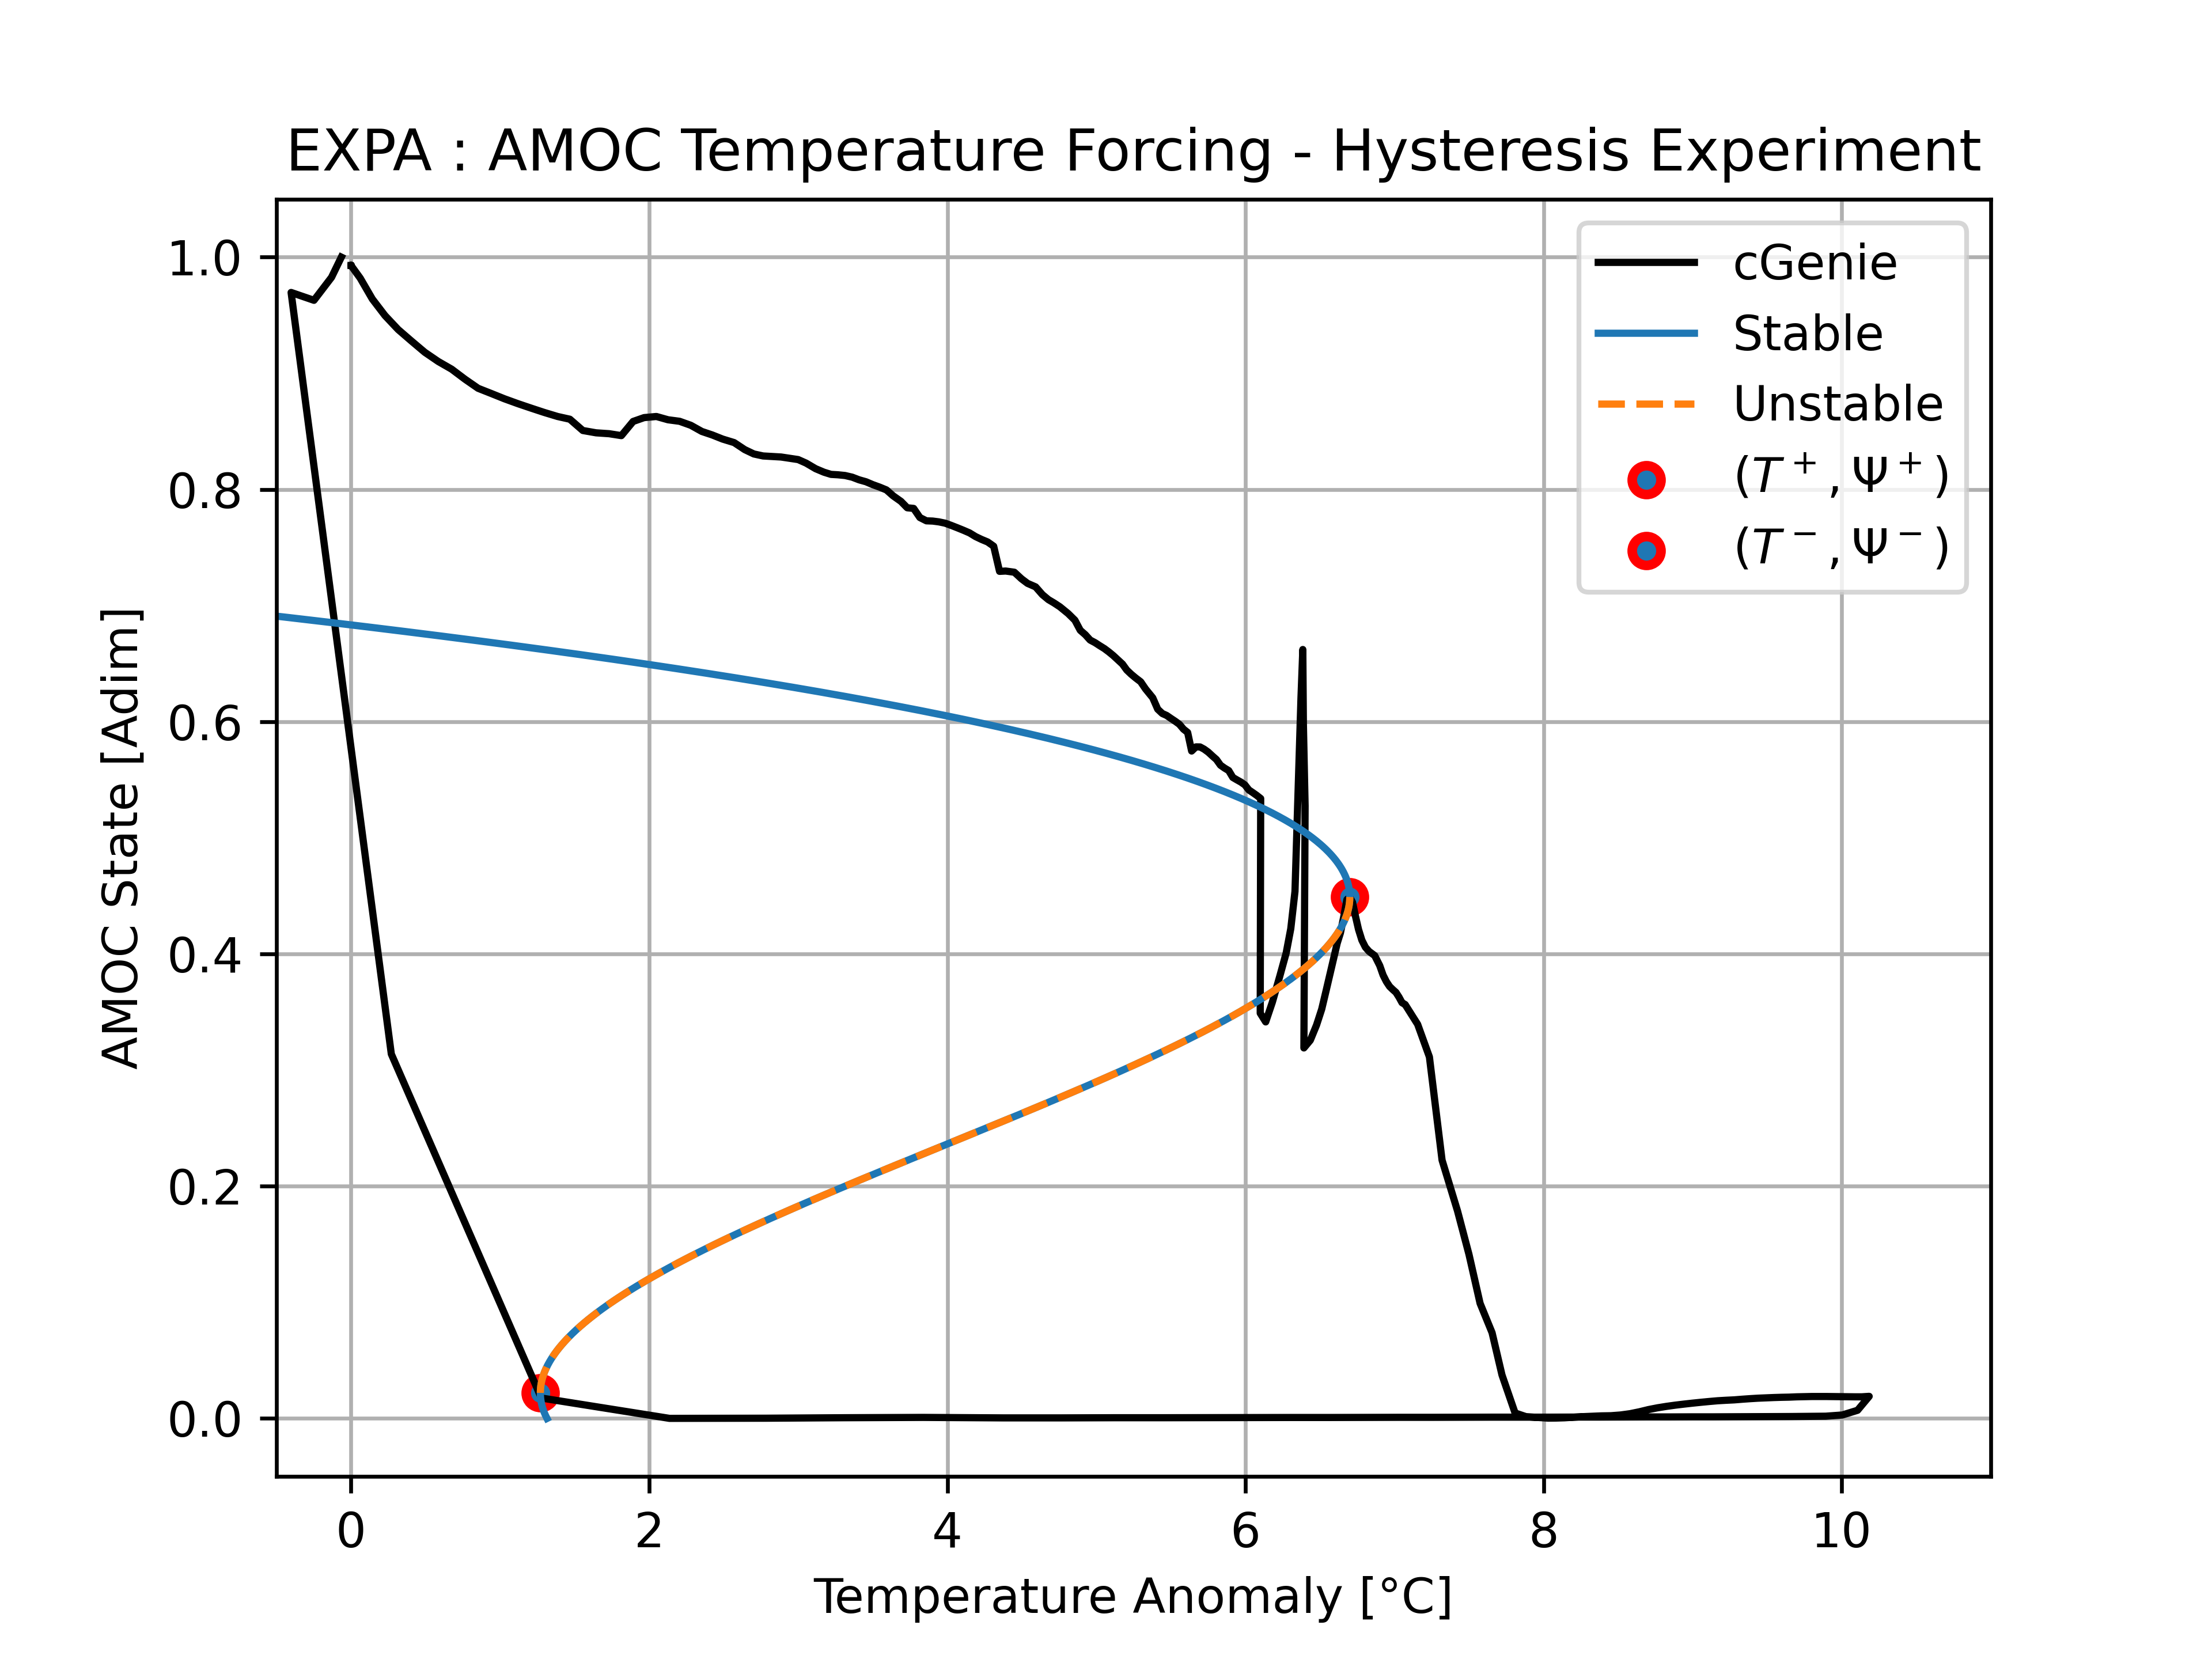 EXPA : AMOC Temperature Forcing - Hysteresis Experiment
cGenie
Stable
Unstable
(T⁺, Ψ⁺)
(T⁻, Ψ⁻)
AMOC State [Adim]
1.0
0.8
0.6
0.4
0.2
0.0
0 2 4 6 8 10
Temperature Anomaly [°C]